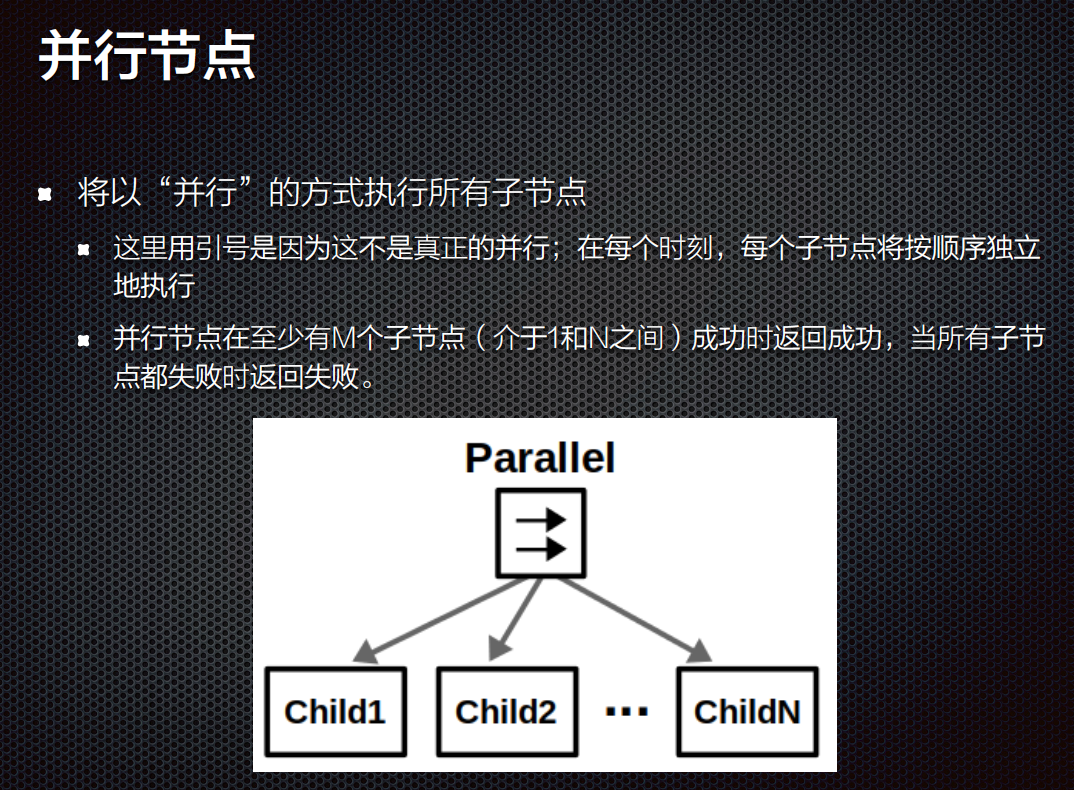 并行节点
将以“并行”的方式执行所有子节点
这里用引号是因为这不是真正的并行；在每个时刻，每个子节点将按顺序独立
地执行
并行节点在至少有M个子节点（介于1和N之间）成功时返回成功，当所有子节
点都失败时返回失败。
Parallel
Child1 Child2 ... ChildN